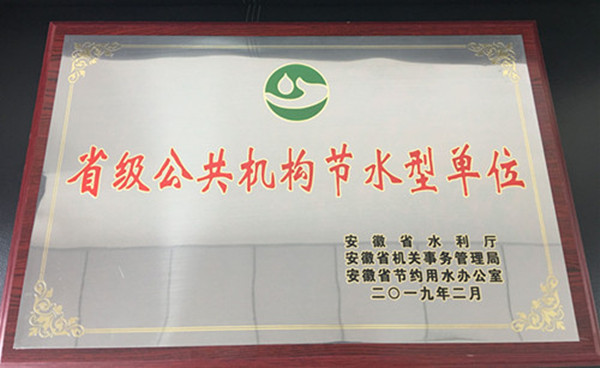 省级公共机构节水型单位
安徽省水利厅
安徽省机关事务管理局
安徽省节约用水办公室
二〇一九年二月